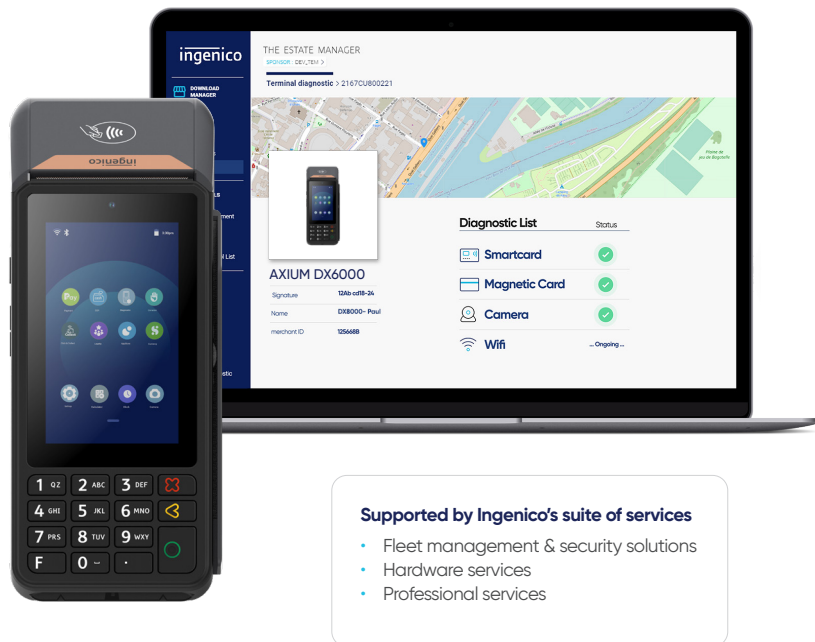 ingenico
THE ESTATE MANAGER
SPONSOR : DEV_TEM >
DOWNLOAD
MANAGER
Terminal diagnostic > 2167CU800221
Diagnostic List
Status
Smartcard
Magnetic Card
Camera
Wifi
... Ongoing ...
AXIUM DX6000
Signature
12Ab cd18-24
Name
DX8000- Paul
merchant ID
125668B
ingenico
1 QZ
2 ABC
3 DEF
4 GHI
5 JKL
6 MNO
7 PRS
8 TUV
9 WXY
F
0
.
Supported by Ingenico's suite of services
• Fleet management & security solutions
• Hardware services
• Professional services